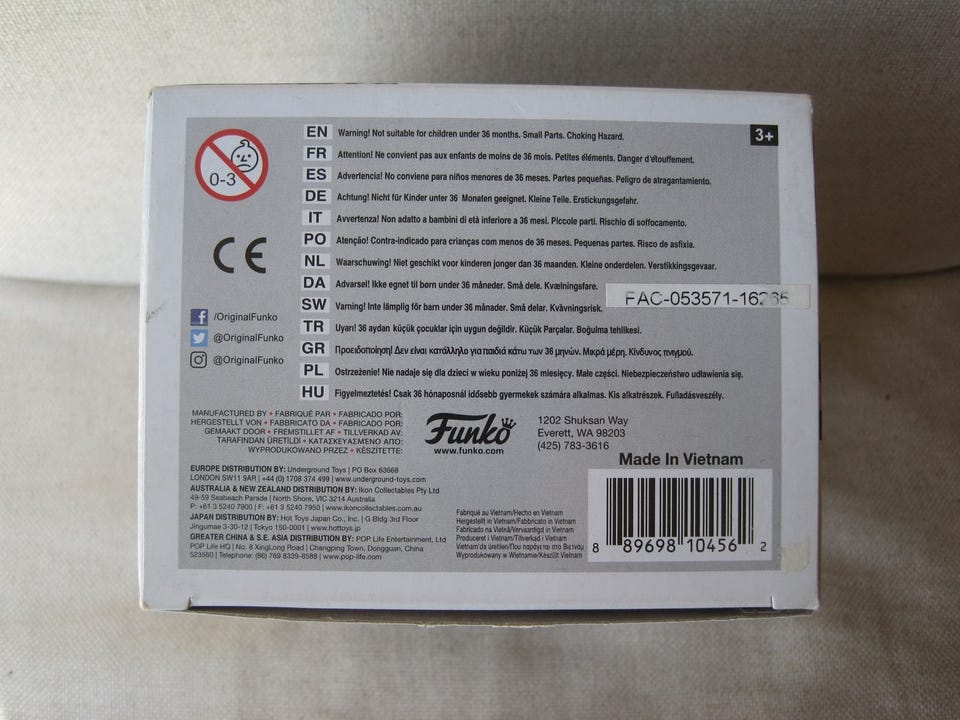 0-3
3+
EN Warning! Not suitable for children under 36 months. Small Parts. Choking Hazard.
FR Attention! Ne convient pas aux enfants de moins de 36 mois. Petites éléments. Danger d'étouffement.
ES Advertencia! No conviene para niños menores de 36 meses. Partes pequeñas. Peligro de atragantamiento.
DE Achtung! Nicht für Kinder unter 36 Monaten geeignet. Kleine Teile. Erstickungsgefahr.
IT Avvertenza! Non adatto a bambini di età inferiore a 36 mesi. Piccole parti. Rischio di soffocamento.
PO Atenção! Contra-indicado para crianças com menos de 36 meses. Pequenas partes. Risco de asfixia.
NL Waarschuwing! Niet geschikt voor kinderen jonger dan 36 maanden. Kleine onderdelen. Verstikkingsgevaar.
DA Advarsel! Ikke egnet til børn under 36 måneder. Små dele. Kvælningsfare.
SW Varning! Inte lämplig för barn under 36 månader. Små delar. Kvävningsrisk.
TR Uyarı! 36 aydan küçük çocuklar için uygun değildir. Küçük Parçalar. Boğulma tehlikesi.
GR Προειδοποίηση! Δεν είναι κατάλληλο για παιδιά κάτω των 36 μηνών. Μικρά μέρη. Κίνδυνος πνιγμού.
PL Ostrzeżenie! Nie nadaje się dla dzieci w wieku poniżej 36 miesięcy. Małe części. Niebezpieczeństwo udławienia się.
HU Figyelmeztetés! Csak 36 hónaposnál idősebb gyermekek számára alkalmas. Kis alkatrészek. Fulladásveszély.
CE
FAC-053571-16265
/OriginalFunko
@OriginalFunko
@OriginalFunko
MANUFACTURED BY • FABRIQUÉ PAR • FABRICADO POR:
HERGESTELLT VON • FABBRICATO DA • FABRICADO POR:
GEMAAKT DOOR • FREMSTILLET AF • TILLVERKAD AV:
TARAFINDAN ÜRETİLDİ • ΚΑΤΑΣΚΕΥΑΣΜΕΝΟ ΑΠΟ:
WYPRODUKOWANO PRZEZ • KÉSZÍTETTE:
Funko
www.funko.com
1202 Shuksan Way
Everett, WA 98203
(425) 783-3616
EUROPE DISTRIBUTION BY: Underground Toys | PO Box 63668
LONDON SW11 9AR | +44 (0) 1708 374 499 | www.underground-toys.com
AUSTRALIA & NEW ZEALAND DISTRIBUTION BY: Ikon Collectables Pty Ltd
49-59 Seabeach Parade | North Shore, VIC 3214 Australia
P: +61 3 5240 7900 | F: +61 3 5240 7950 | www.ikoncollectables.com.au
JAPAN DISTRIBUTION BY: Hot Toys Japan Co., Inc. | G Bldg 3rd Floor
Jingumae 3-30-12 | Tokyo 150-0001 | www.hottoys.jp
GREATER CHINA & S.E. ASIA DISTRIBUTION BY: POP Life Entertainment, Ltd
POP Life HQ | No. 8 XingLong Road | Changping Town, Dongguan, China
523560 | Telephone: (86) 769 8339-8588 | www.pop-life.com
Made In Vietnam
Fabriqué au Vietnam/Hecho en Vietnam
Hergestellt in Vietnam/Fabbricato in Vietnam
Fabricado na Vietnã/Vervaardigd in Vietnam
Produceret i Vietnam/Tillverkad i Vietnam
Vietnam'da üretilen/Που παράγεται στο Βιετνάμ
Wyprodukowany w Wietnamie/Készült Vietnam
8 89698 10456 2